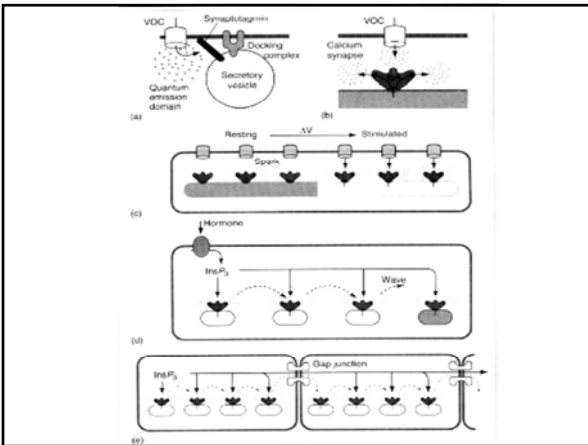 Synaptotagmin
VOC
Docking
complex
Secretory
vesicle
Quantum
emission
domain
(a)
VOC
Calcium
synapse
(b)
Resting
ΔV
Stimulated
Spark
(c)
Hormone
InsP3
Wave
(d)
Gap junction
InsP3
(e)